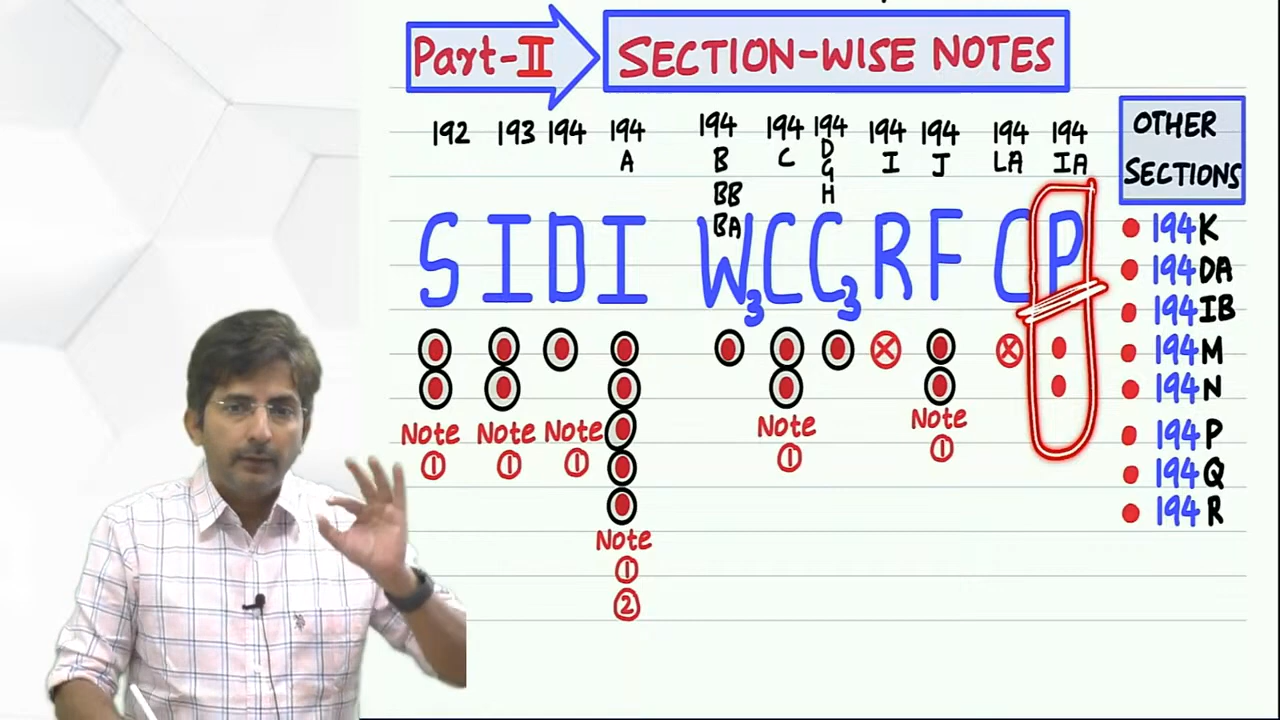 Part-II SECTION-WISE NOTES
192 193 194 194 194 194 194 194 194 194 194
A B C D I J LA IA
BB G
BA H
S I D I W3 C C3 R F C P
Note Note Note Note Note
① ① ① ① ①
Note
①
②
OTHER
SECTIONS
194K
194DA
194IB
194M
194N
194P
194Q
194R